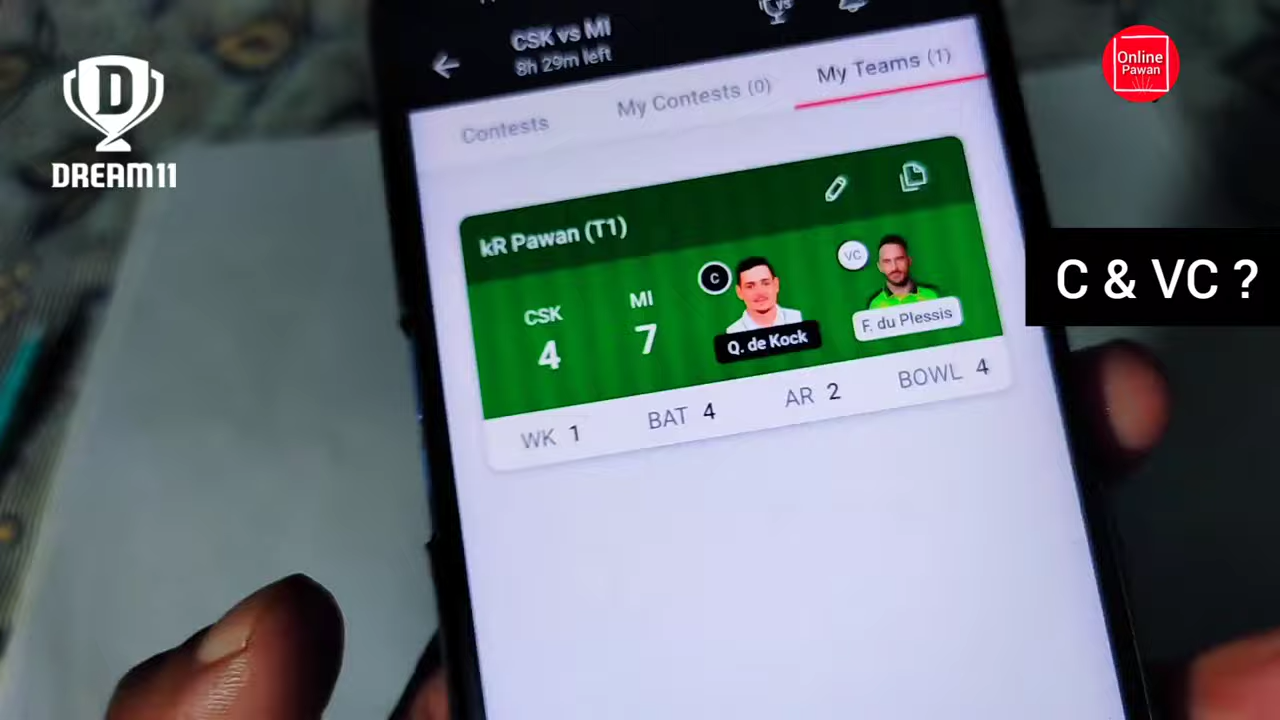 CSK vs MI
8h 29m left
Contests
My Contests (0)
My Teams (1)
kR Pawan (T1)
CSK
4
MI
7
C
Q. de Kock
VC
F. du Plessis
WK 1
BAT 4
AR 2
BOWL 4
D
DREAM11
Online
Pawan
C & VC ?